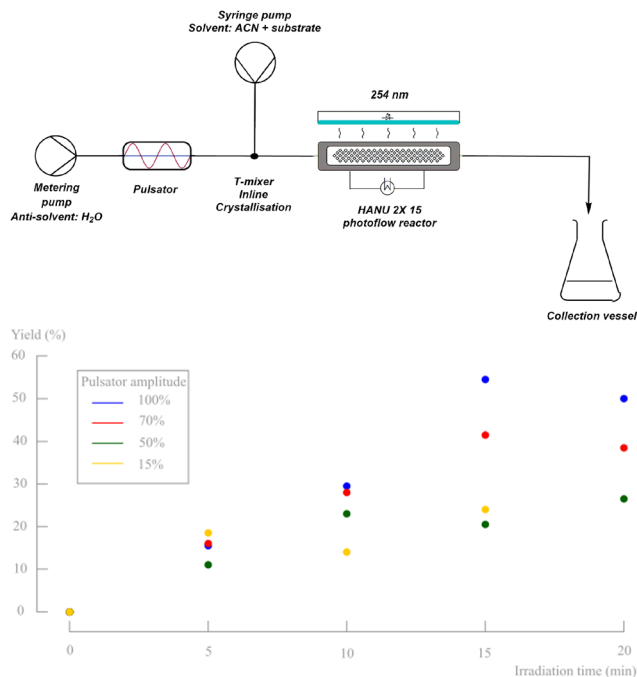 Syringe pump
Solvent: ACN + substrate
254 nm
Metering
pump
Anti-solvent: H₂O
Pulsator
T-mixer
Inline
Crystallisation
HANU 2X 15
photoflow reactor
Collection vessel
Yield (%)
60
50
40
30
20
10
0
Pulsator amplitude
100%
70%
50%
15%
0 5 10 15 20
Irradiation time (min)